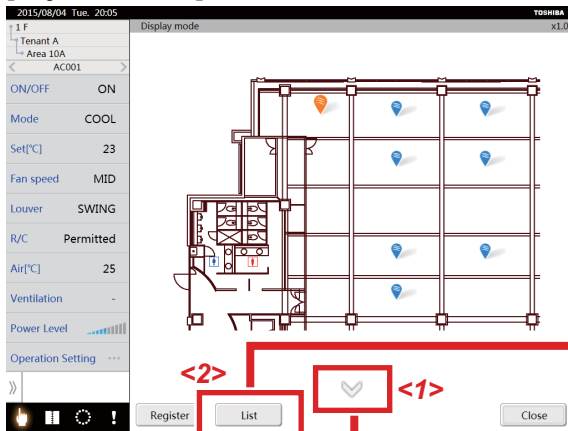 2015/08/04 Tue. 20:05
TOSHIBA
1 F
Tenant A
Area 10A
Display mode
x1.0
< AC001 >
ON/OFF ON
Mode COOL
Set[°C] 23
Fan speed MID
Louver SWING
R/C Permitted
Air[°C] 25
Ventilation -
Power Level
Operation Setting ...
<2>
<1>
Register
List
Close